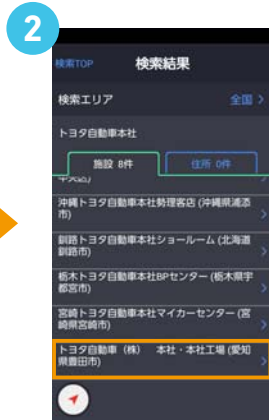 2
検索TOP 検索結果
検索エリア 全国 >
トヨタ自動車本社
施設 8件 住所 0件
沖縄トヨタ自動車本社勢理客店 (沖縄県浦添
市)
釧路トヨタ自動車本社ショールーム (北海道
釧路市)
栃木トヨタ自動車本社BPセンター (栃木県宇
都宮市)
宮崎トヨタ自動車本社マイカーセンター (宮
崎県宮崎市)
トヨタ自動車（株） 本社・本社工場 (愛知
県豊田市)